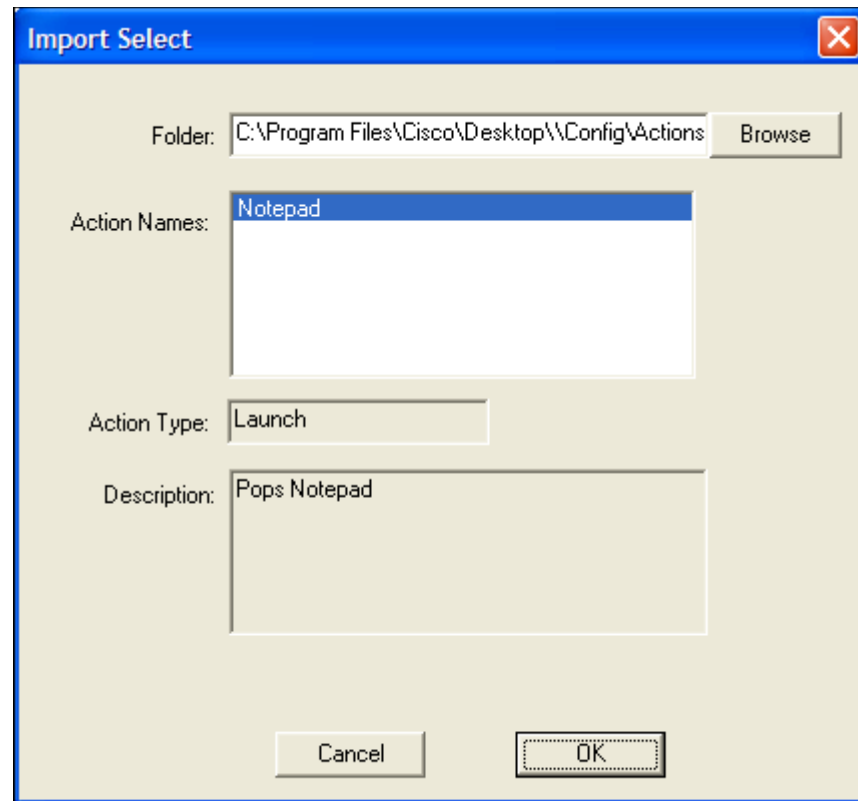 Import Select
Folder: C:\Program Files\Cisco\Desktop\\Config\Actions Browse
Action Names: Notepad
Action Type: Launch
Description: Pops Notepad
Cancel OK